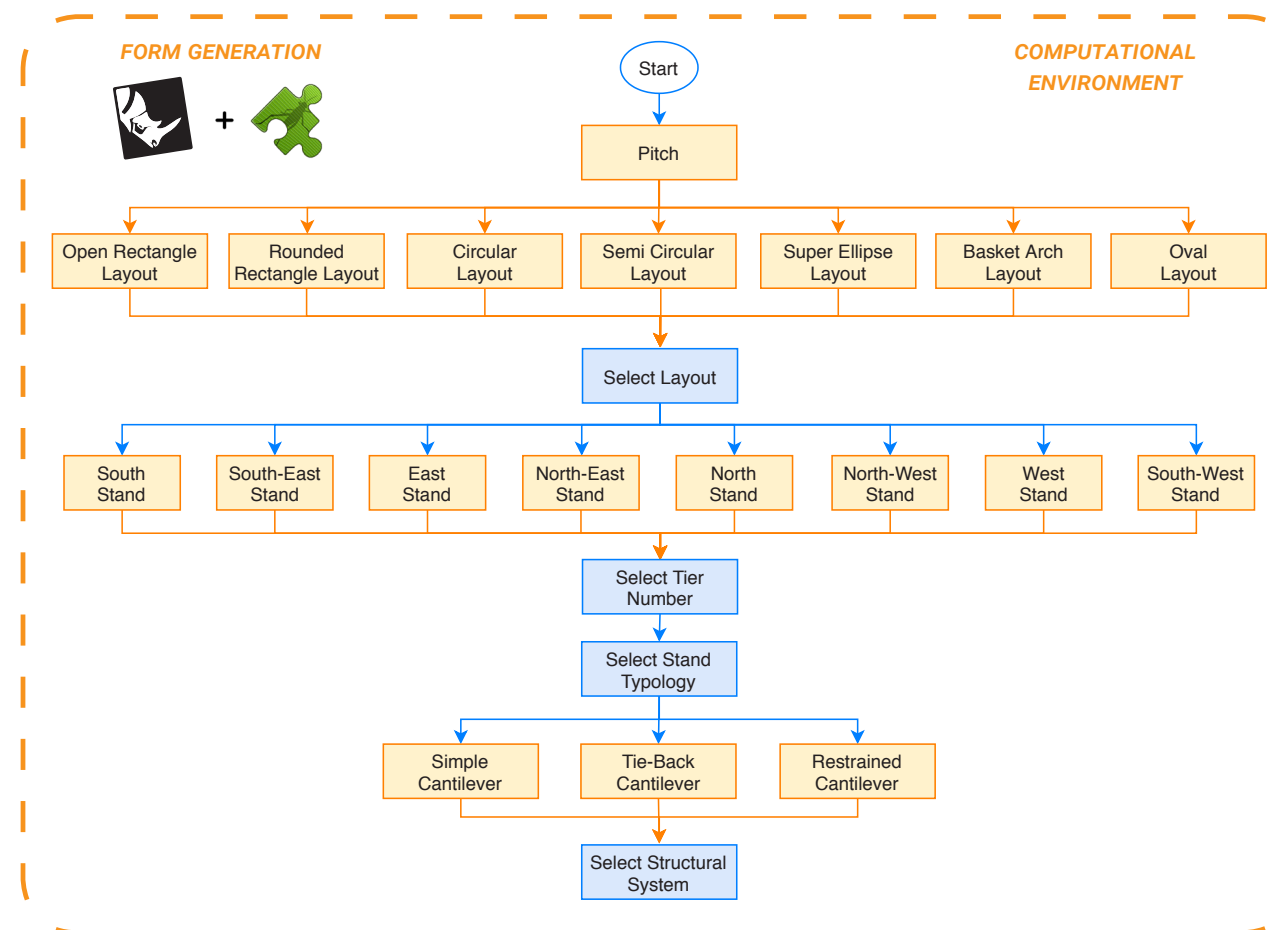 FORM GENERATION
COMPUTATIONAL
ENVIRONMENT
+
Start
Pitch
Open Rectangle
Layout
Rounded
Rectangle Layout
Circular
Layout
Semi Circular
Layout
Super Ellipse
Layout
Basket Arch
Layout
Oval
Layout
Select Layout
South
Stand
South-East
Stand
East
Stand
North-East
Stand
North
Stand
North-West
Stand
West
Stand
South-West
Stand
Select Tier
Number
Select Stand
Typology
Simple
Cantilever
Tie-Back
Cantilever
Restrained
Cantilever
Select Structural
System